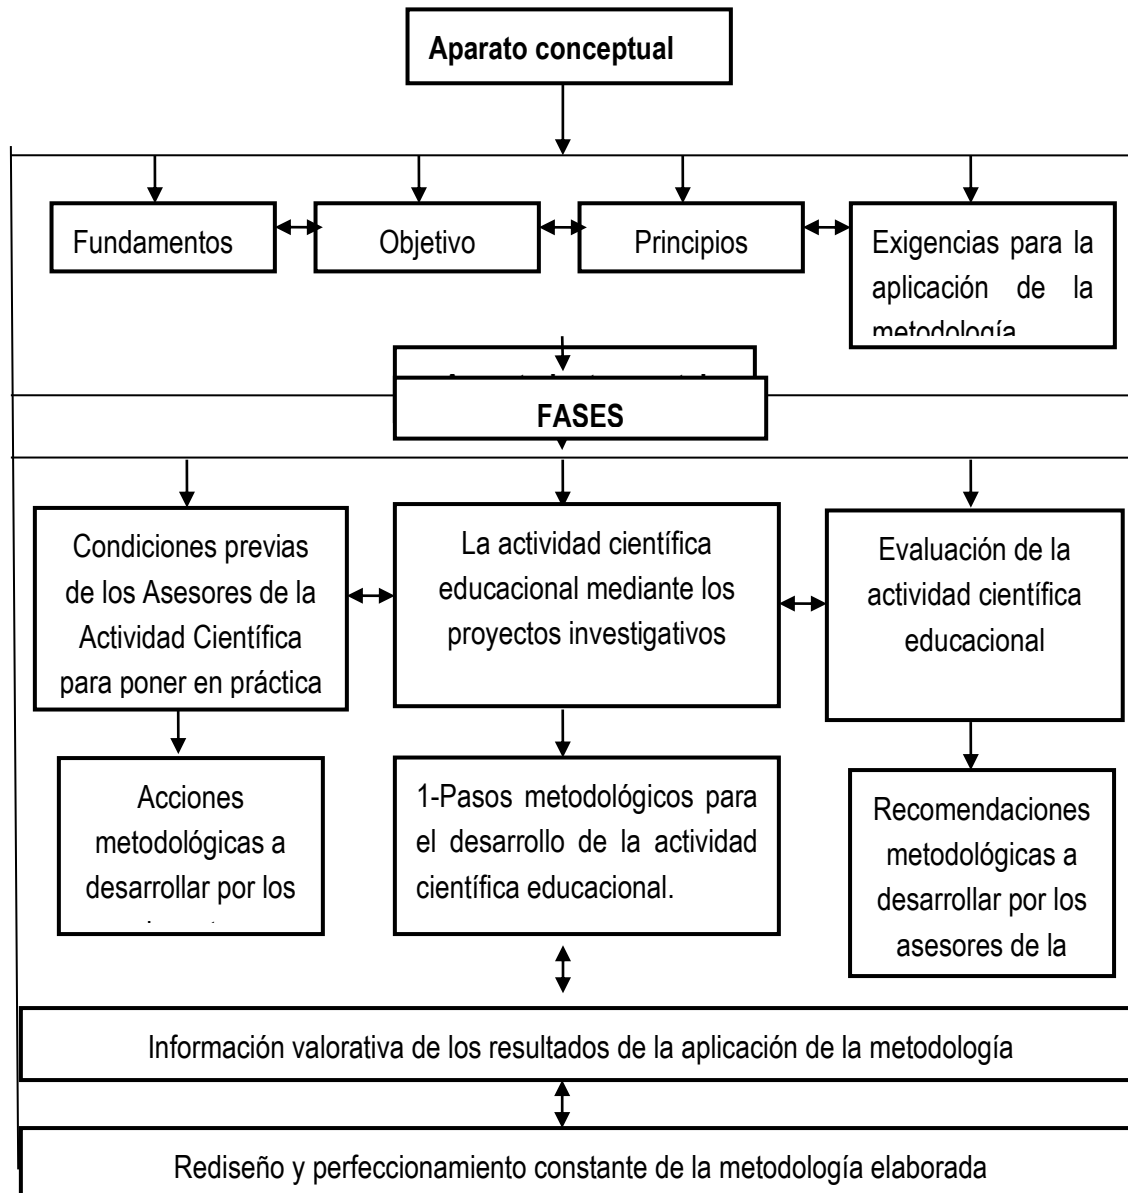 Aparato conceptual
Fundamentos
Objetivo
Principios
Exigencias para la
aplicación de la
metodología
FASES
Condiciones previas
de los Asesores de la
Actividad Científica
para poner en práctica
La actividad científica
educacional mediante los
proyectos investigativos
Evaluación de la
actividad científica
educacional
Acciones
metodológicas a
desarrollar por los
1-Pasos metodológicos para
el desarrollo de la actividad
científica educacional.
Recomendaciones
metodológicas a
desarrollar por los
asesores de la
Información valorativa de los resultados de la aplicación de la metodología
Rediseño y perfeccionamiento constante de la metodología elaborada